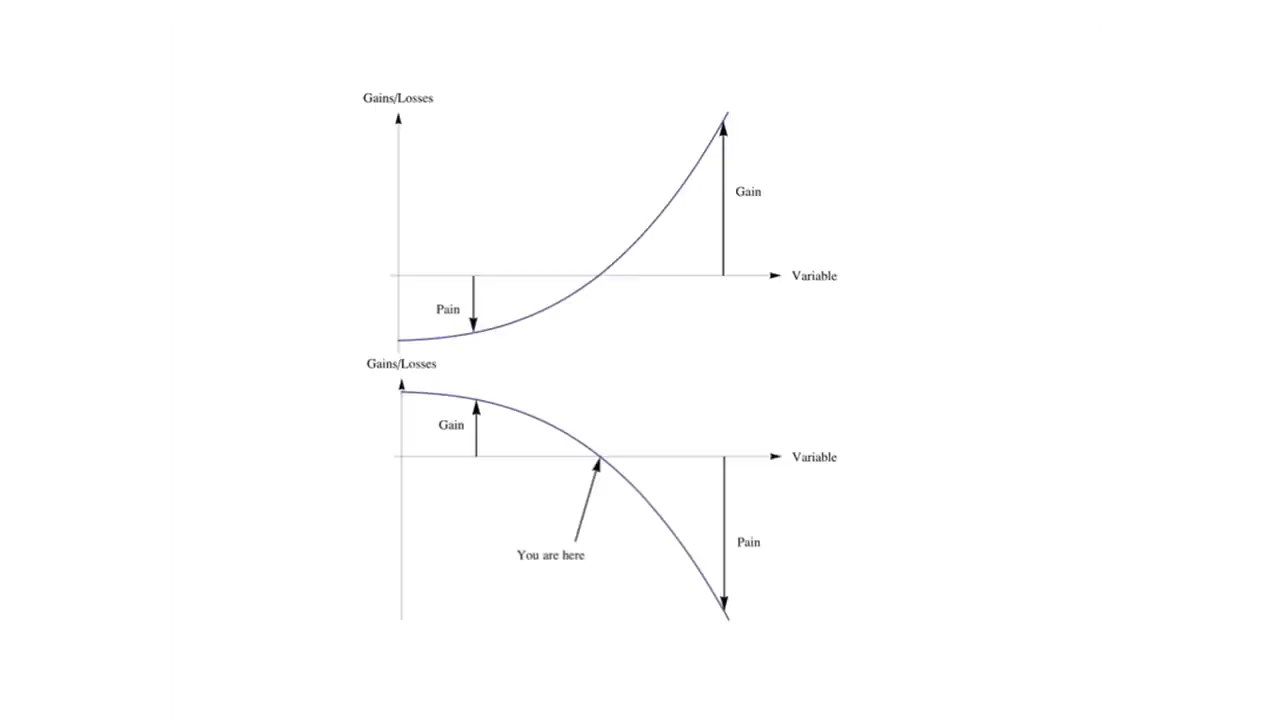 Gains/Losses
Gain
Variable
Pain
Gains/Losses
Gain
Variable
Pain
You are here